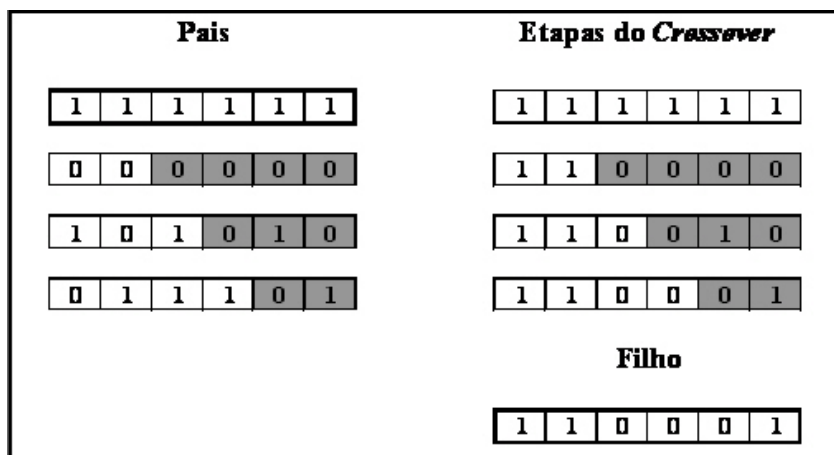 Pais Etapas do Crossover
1 1 1 1 1 1 1 1 1 1 1 1
0 0 0 0 0 0 1 1 0 0 0 0
1 0 1 0 1 0 1 1 0 0 1 0
0 1 1 1 0 1 1 1 0 0 0 1
Filho
1 1 0 0 0 1